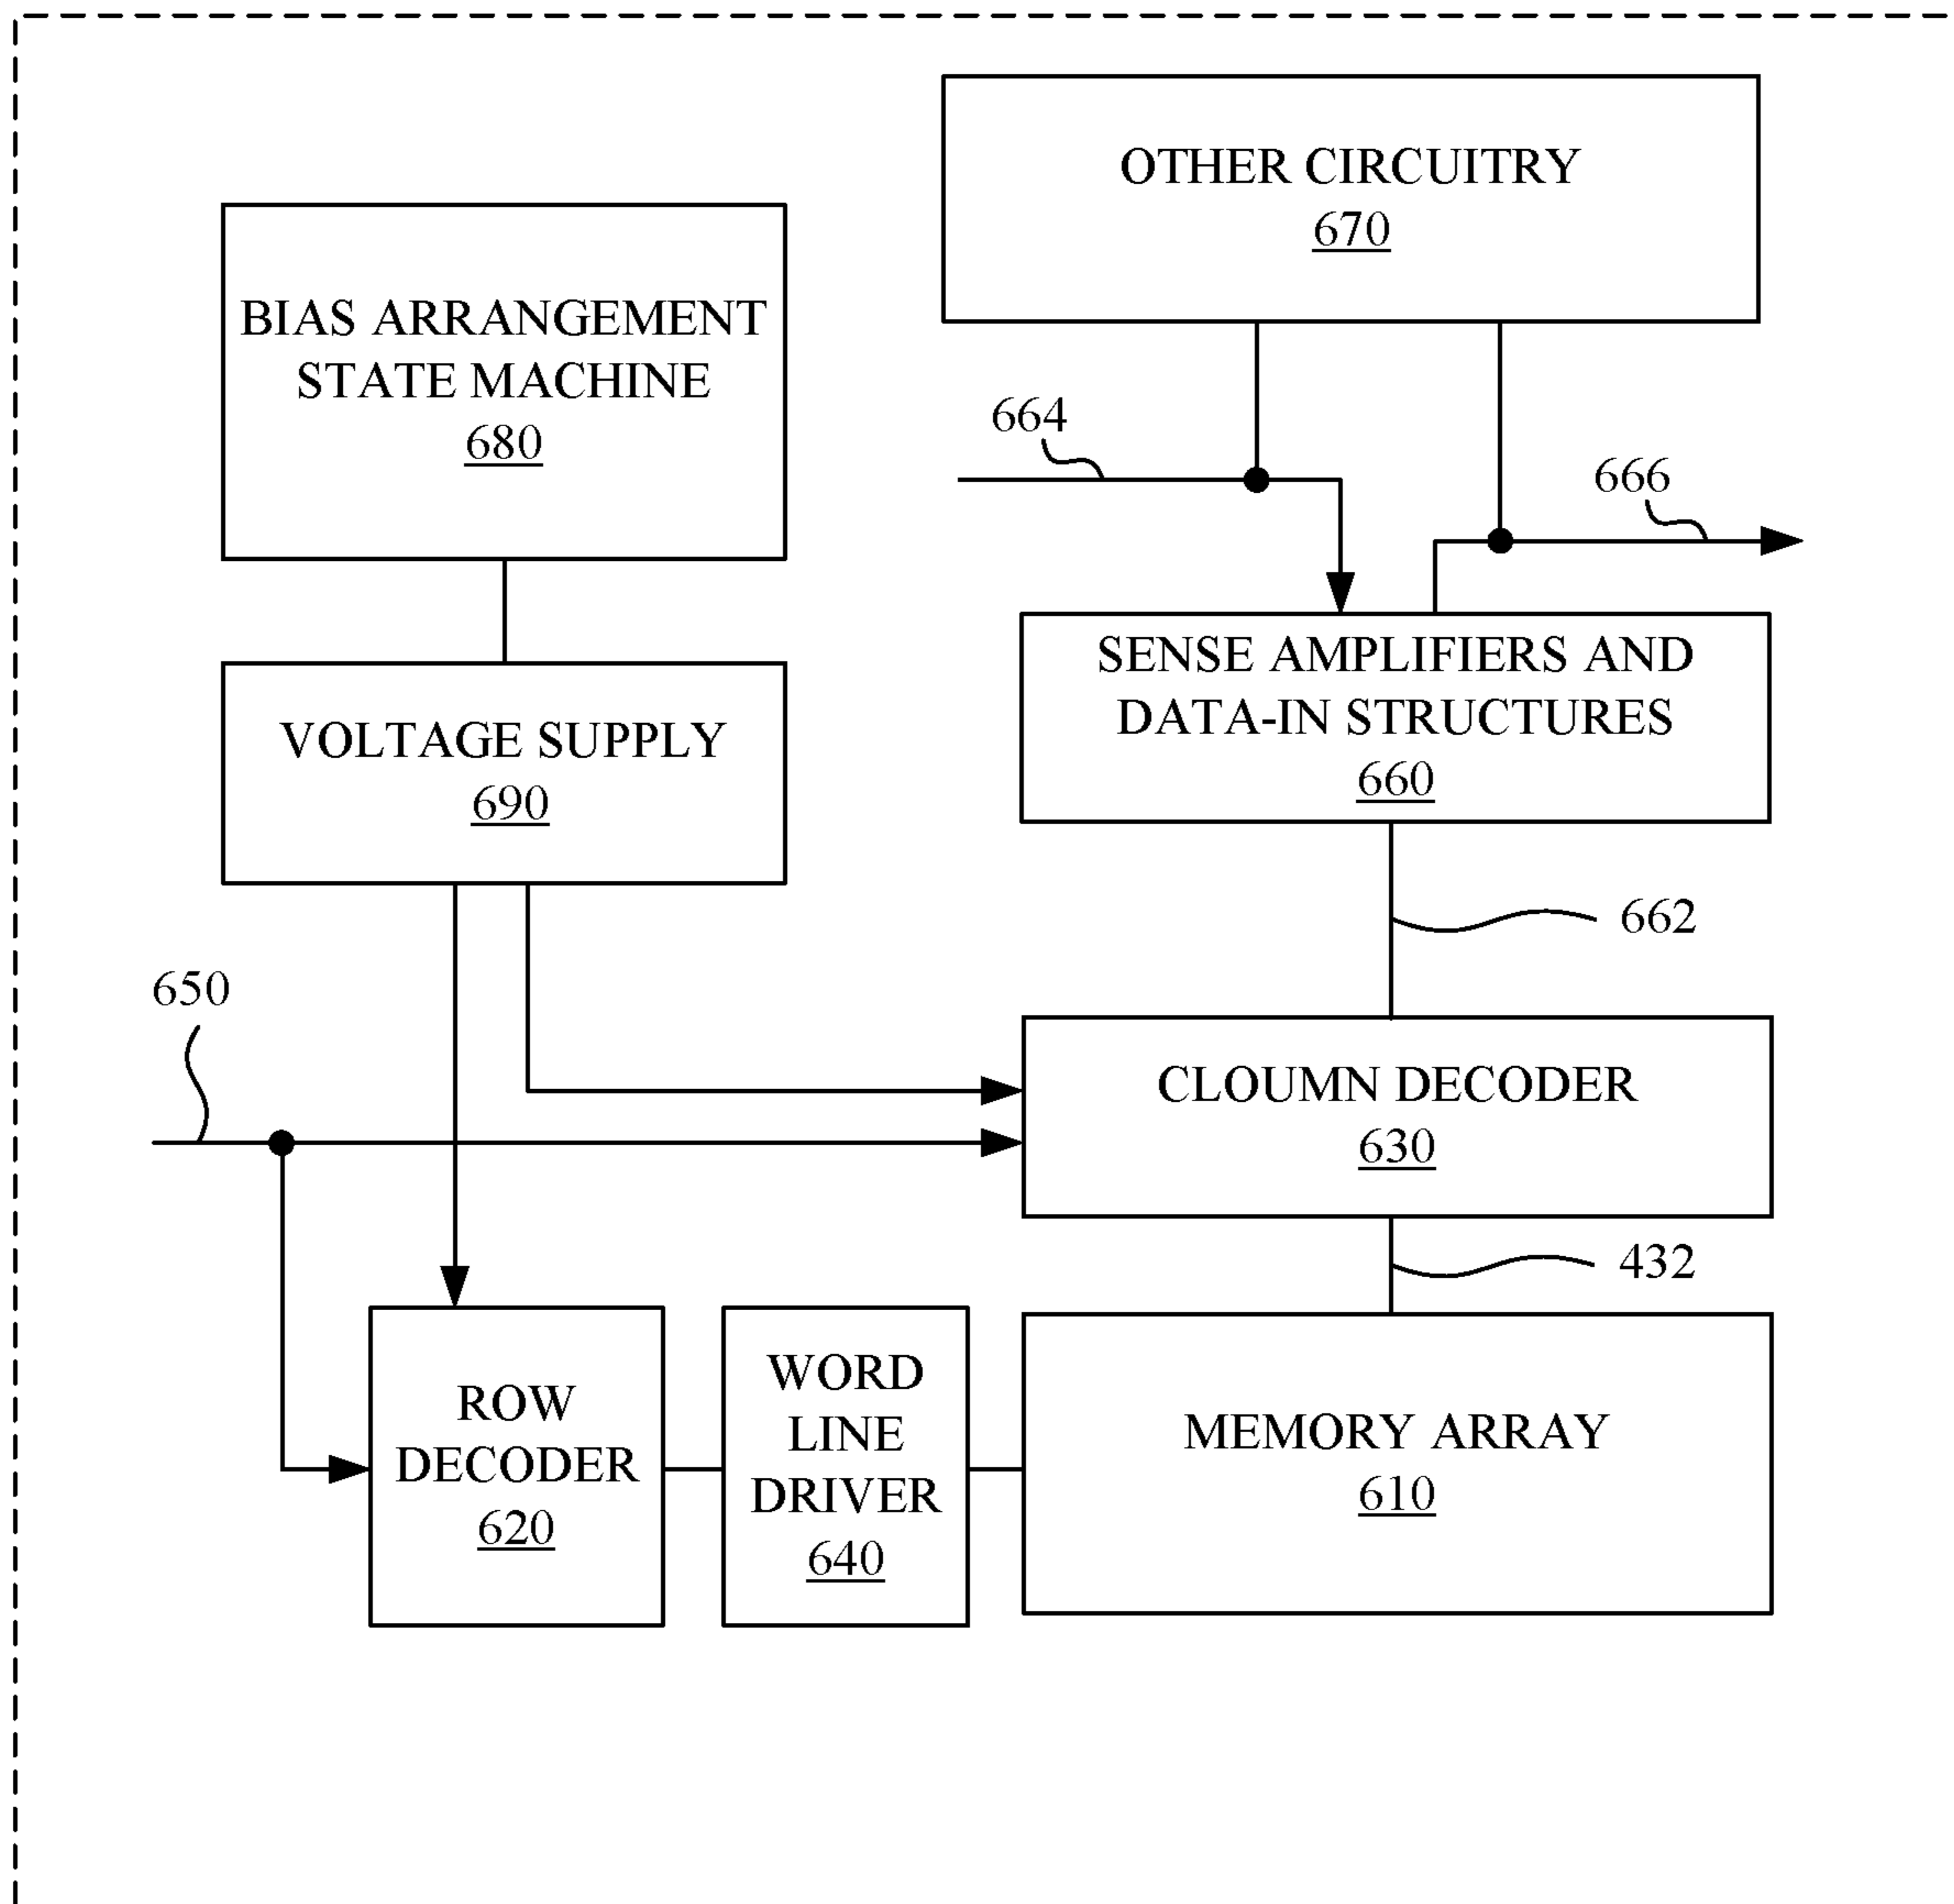 OTHER CIRCUITRY
670
BIAS ARRANGEMENT
STATE MACHINE
680
664
666
SENSE AMPLIFIERS AND
DATA-IN STRUCTURES
660
VOLTAGE SUPPLY
690
662
650
CLOUMN DECODER
630
432
ROW
DECODER
620
WORD
LINE
DRIVER
640
MEMORY ARRAY
610